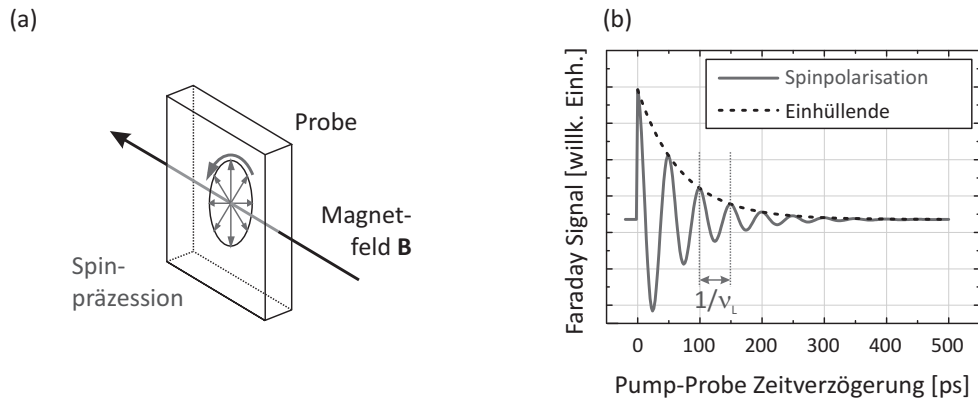 (a)
Probe
Magnet-
feld B
Spin-
präzession
(b)
Faraday Signal [willk. Einh.]
Spinpolarisation
Einhüllende
1/νL
0 100 200 300 400 500
Pump-Probe Zeitverzögerung [ps]